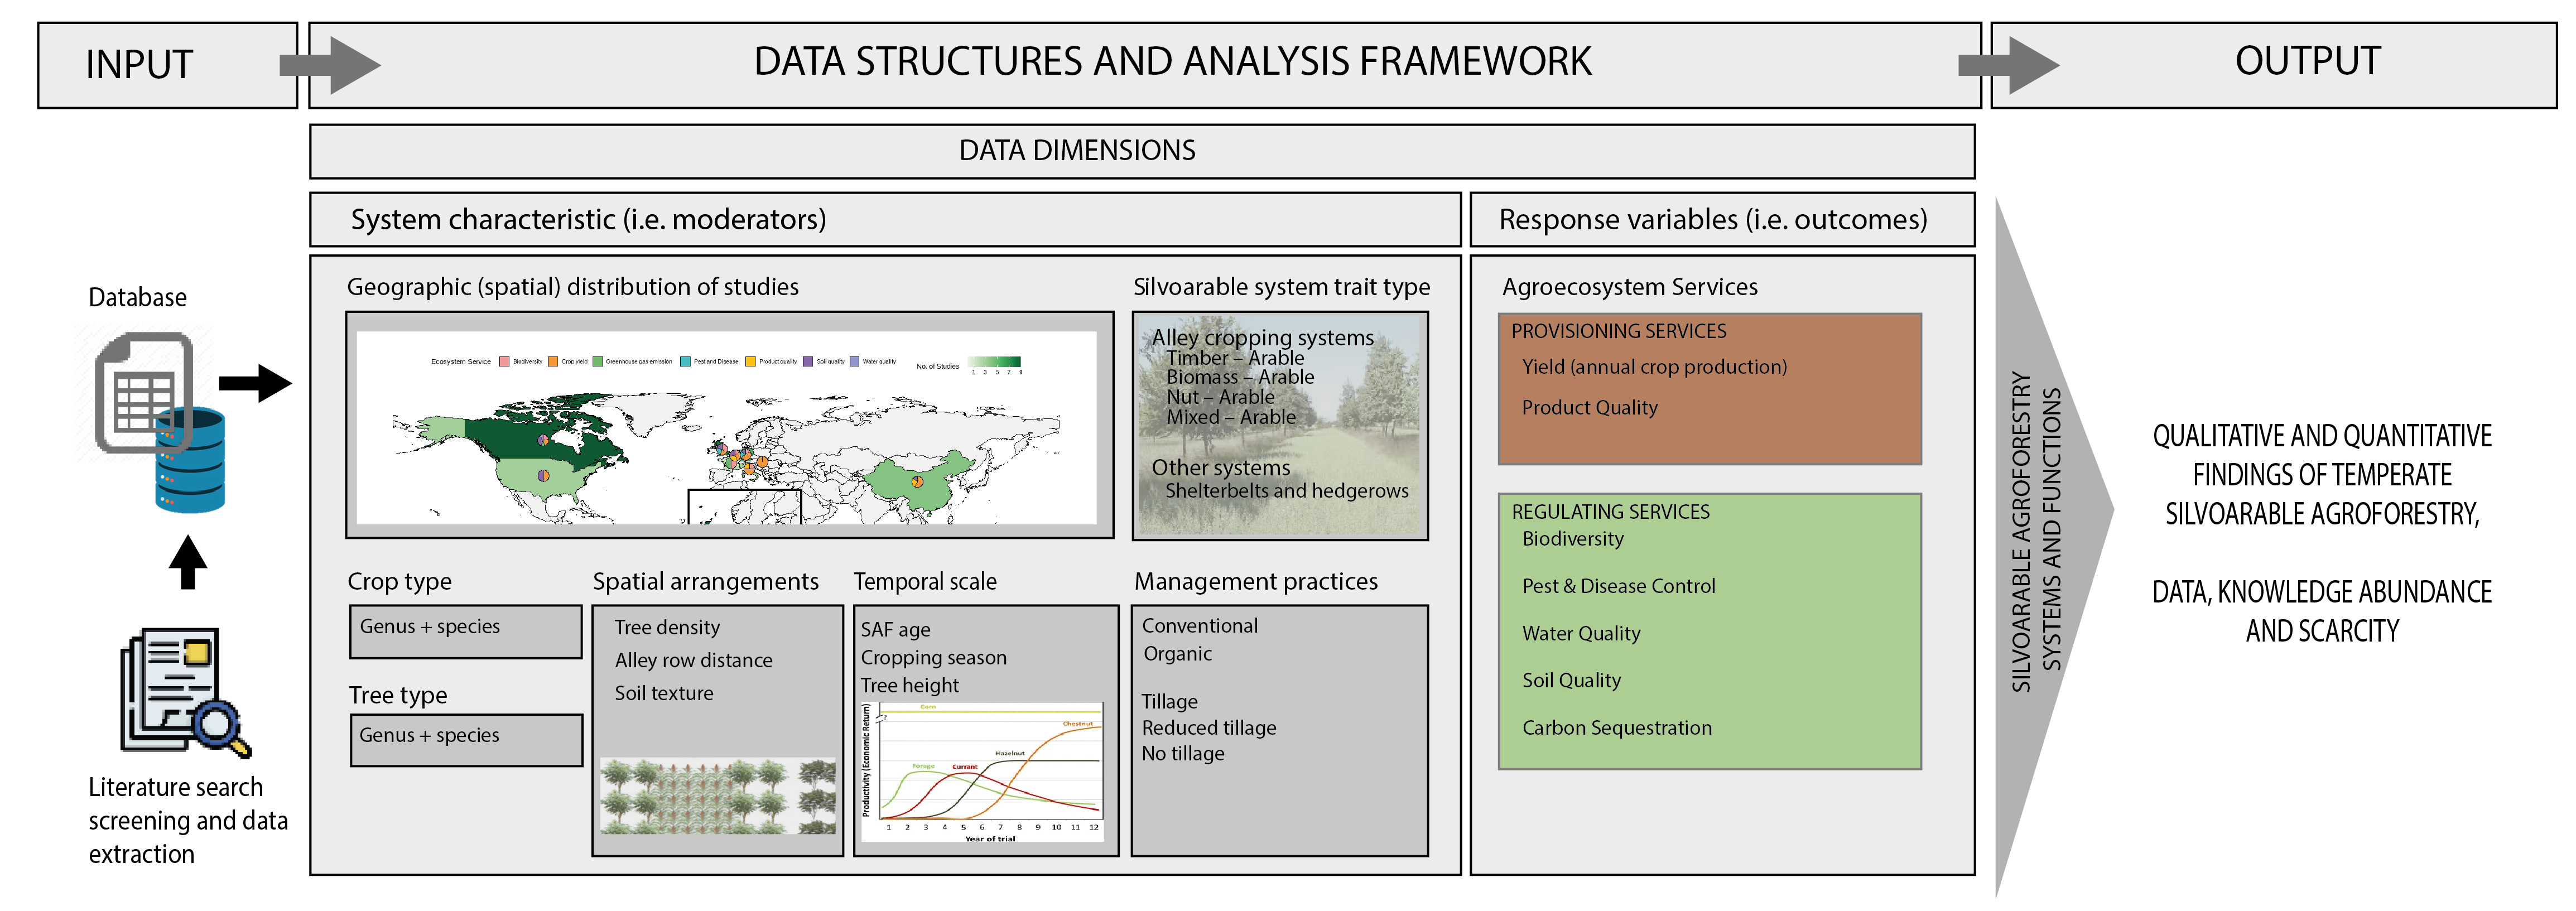 INPUT
DATA STRUCTURES AND ANALYSIS FRAMEWORK
OUTPUT
DATA DIMENSIONS
System characteristic (i.e. moderators)
Response variables (i.e. outcomes)
Database
Literature search
screening and data
extraction
Geographic (spatial) distribution of studies
Ecosystem Service
Biodiversity
Crop yield
Greenhouse gas emission
Pest and Disease
Product quality
Soil quality
Water quality
No. of Studies
1 3 5 7 9
Silvoarable system trait type
Alley cropping systems
Timber – Arable
Biomass – Arable
Nut – Arable
Mixed – Arable
Other systems
Shelterbelts and hedgerows
Crop type
Genus + species
Tree type
Genus + species
Spatial arrangements
Tree density
Alley row distance
Soil texture
Temporal scale
SAF age
Cropping season
Tree height
Productivity (Economic Return)
Corn
Chestnut
Hazelnut
Forage
Currant
1 2 3 4 5 6 7 8 9 10 11 12
Year of trial
Management practices
Conventional
Organic
Tillage
Reduced tillage
No tillage
Agroecosystem Services
PROVISIONING SERVICES
Yield (annual crop production)
Product Quality
REGULATING SERVICES
Biodiversity
Pest & Disease Control
Water Quality
Soil Quality
Carbon Sequestration
SILVOARABLE AGROFORESTRY
SYSTEMS AND FUNCTIONS
QUALITATIVE AND QUANTITATIVE
FINDINGS OF TEMPERATE
SILVOARABLE AGROFORESTRY,
DATA, KNOWLEDGE ABUNDANCE
AND SCARCITY